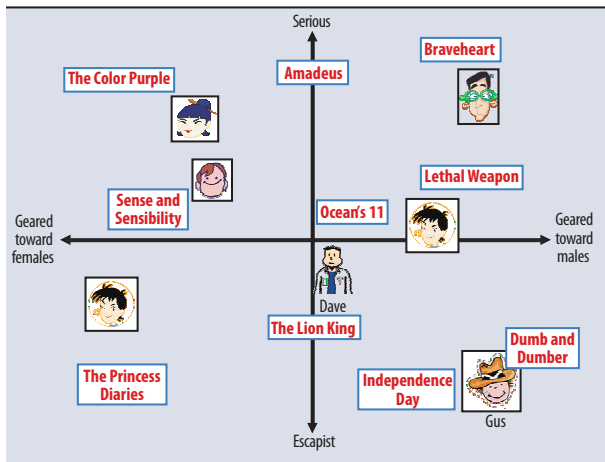 Serious
Braveheart
The Color Purple
Amadeus
Lethal Weapon
Sense and
Sensibility
Ocean's 11
Geared
toward
females
Geared
toward
males
Dave
The Lion King
Dumb and
Dumber
The Princess
Diaries
Independence
Day
Gus
Escapist